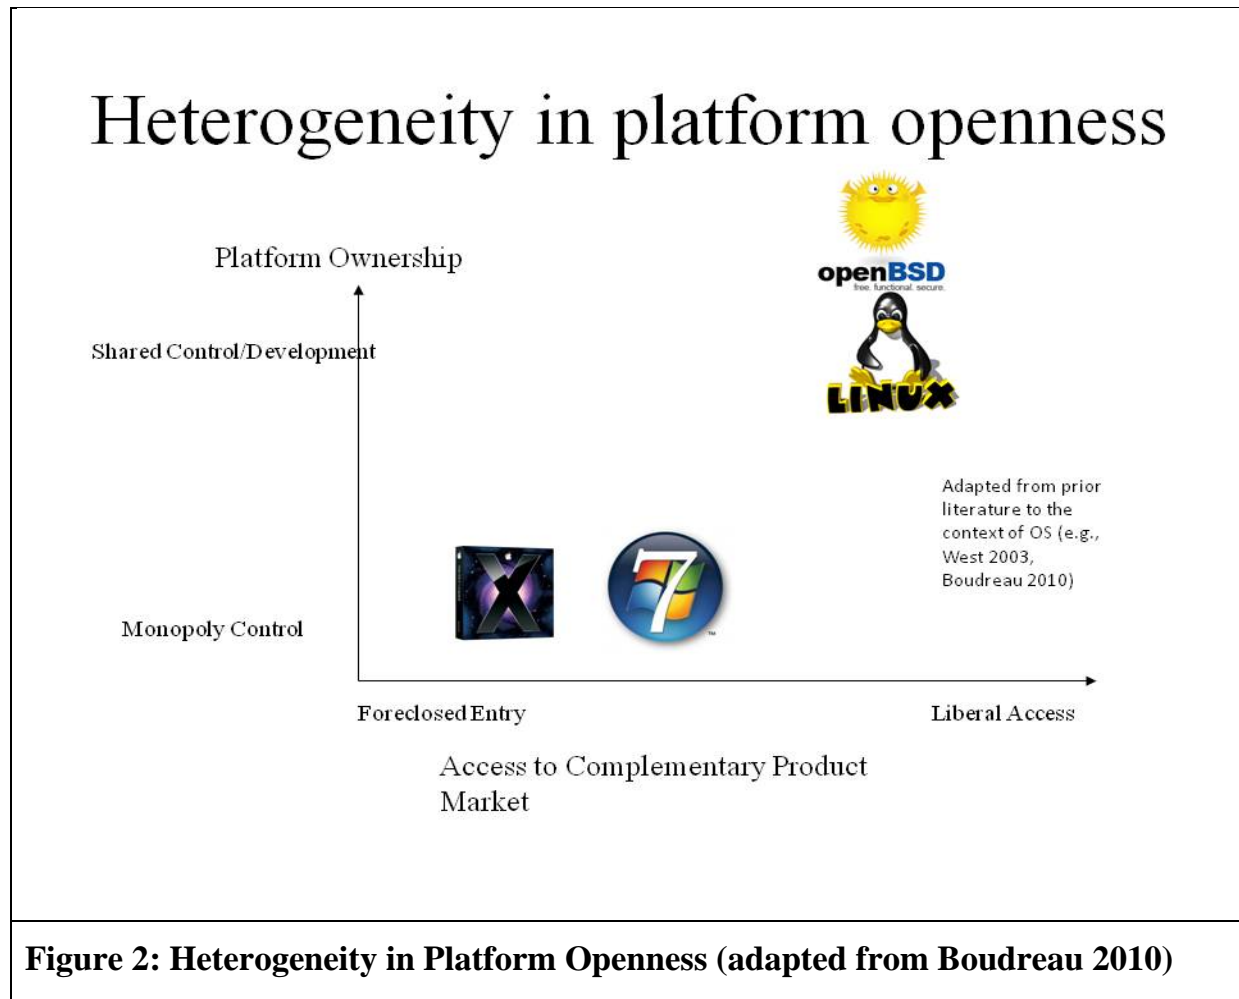 Heterogeneity in platform openness
openBSD
free. functional. secure.
Platform Ownership
Shared Control/Development
LINUX
Adapted from prior
literature to the
context of OS (e.g.,
West 2003,
Boudreau 2010)
X
7
™
Monopoly Control
Foreclosed Entry
Liberal Access
Access to Complementary Product
Market
Figure 2: Heterogeneity in Platform Openness (adapted from Boudreau 2010)